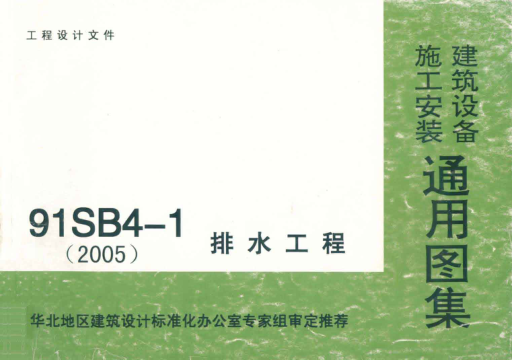 工程设计文件
建筑设备
施工安装
通用图集
91SB4-1
(2005)
排水工程
华北地区建筑设计标准化办公室专家组审定推荐